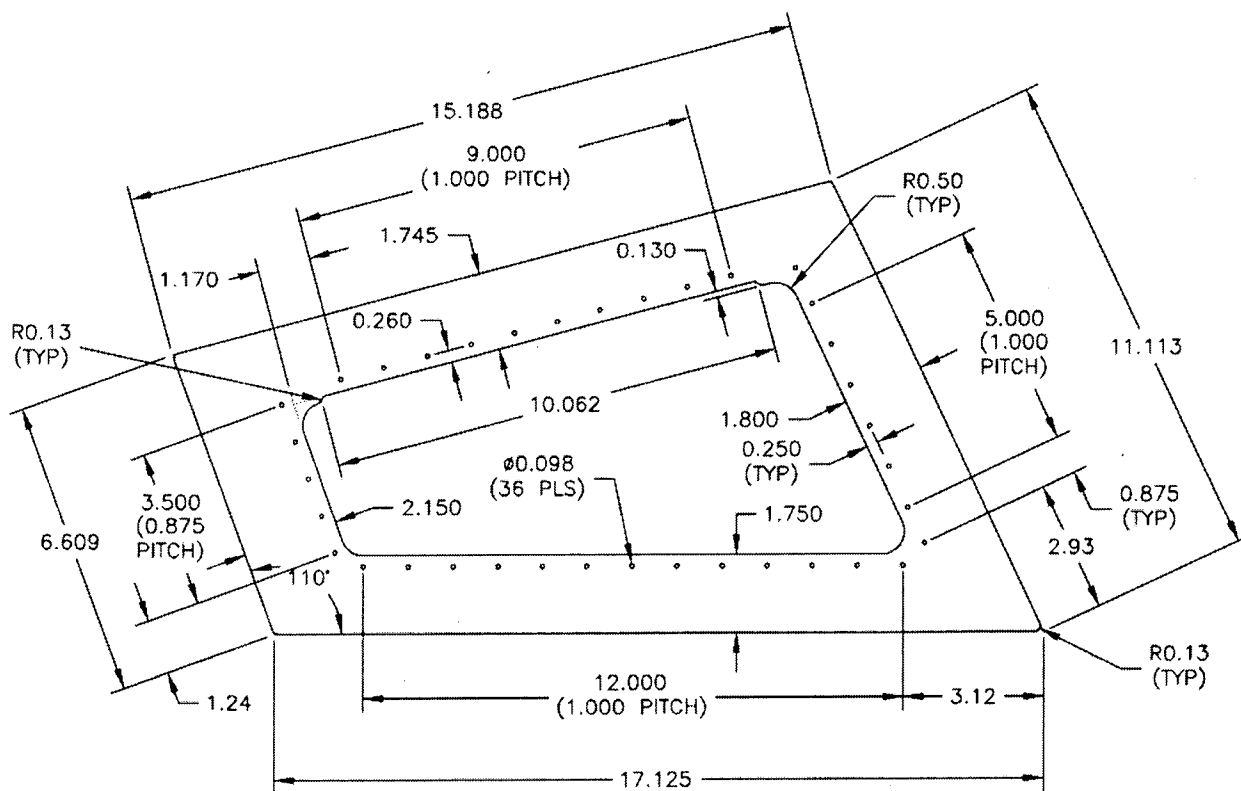 15.188
9.000
(1.000 PITCH)
R0.50
(TYP)
1.745
0.130
1.170
0.260
R0.13
(TYP)
5.000
(1.000
PITCH)
11.113
10.062
1.800
0.250
(TYP)
Ø0.098
(36 PLS)
3.500
(0.875
PITCH)
2.150
1.750
0.875
(TYP)
6.609
2.93
110°
R0.13
(TYP)
1.24
12.000
(1.000 PITCH)
3.12
17.125